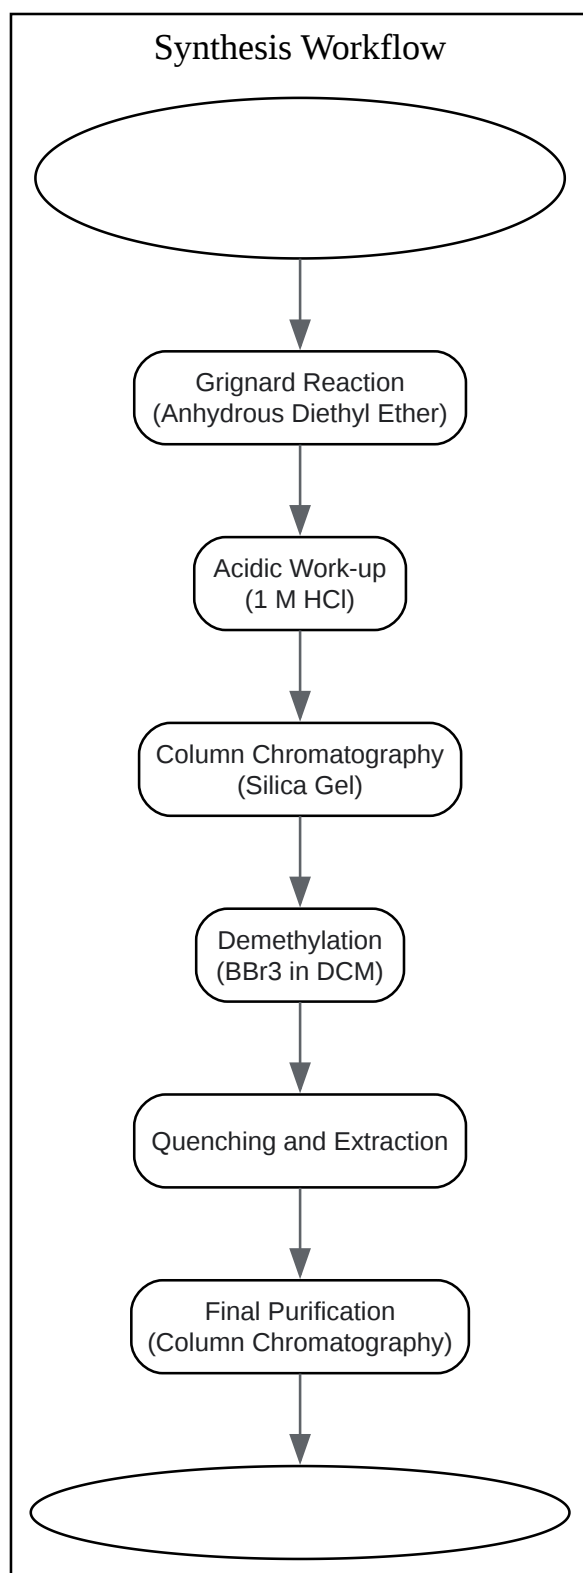 Synthesis Workflow
Grignard Reaction
(Anhydrous Diethyl Ether)
Acidic Work-up
(1 M HCl)
Column Chromatography
(Silica Gel)
Demethylation
(BBr3 in DCM)
Quenching and Extraction
Final Purification
(Column Chromatography)